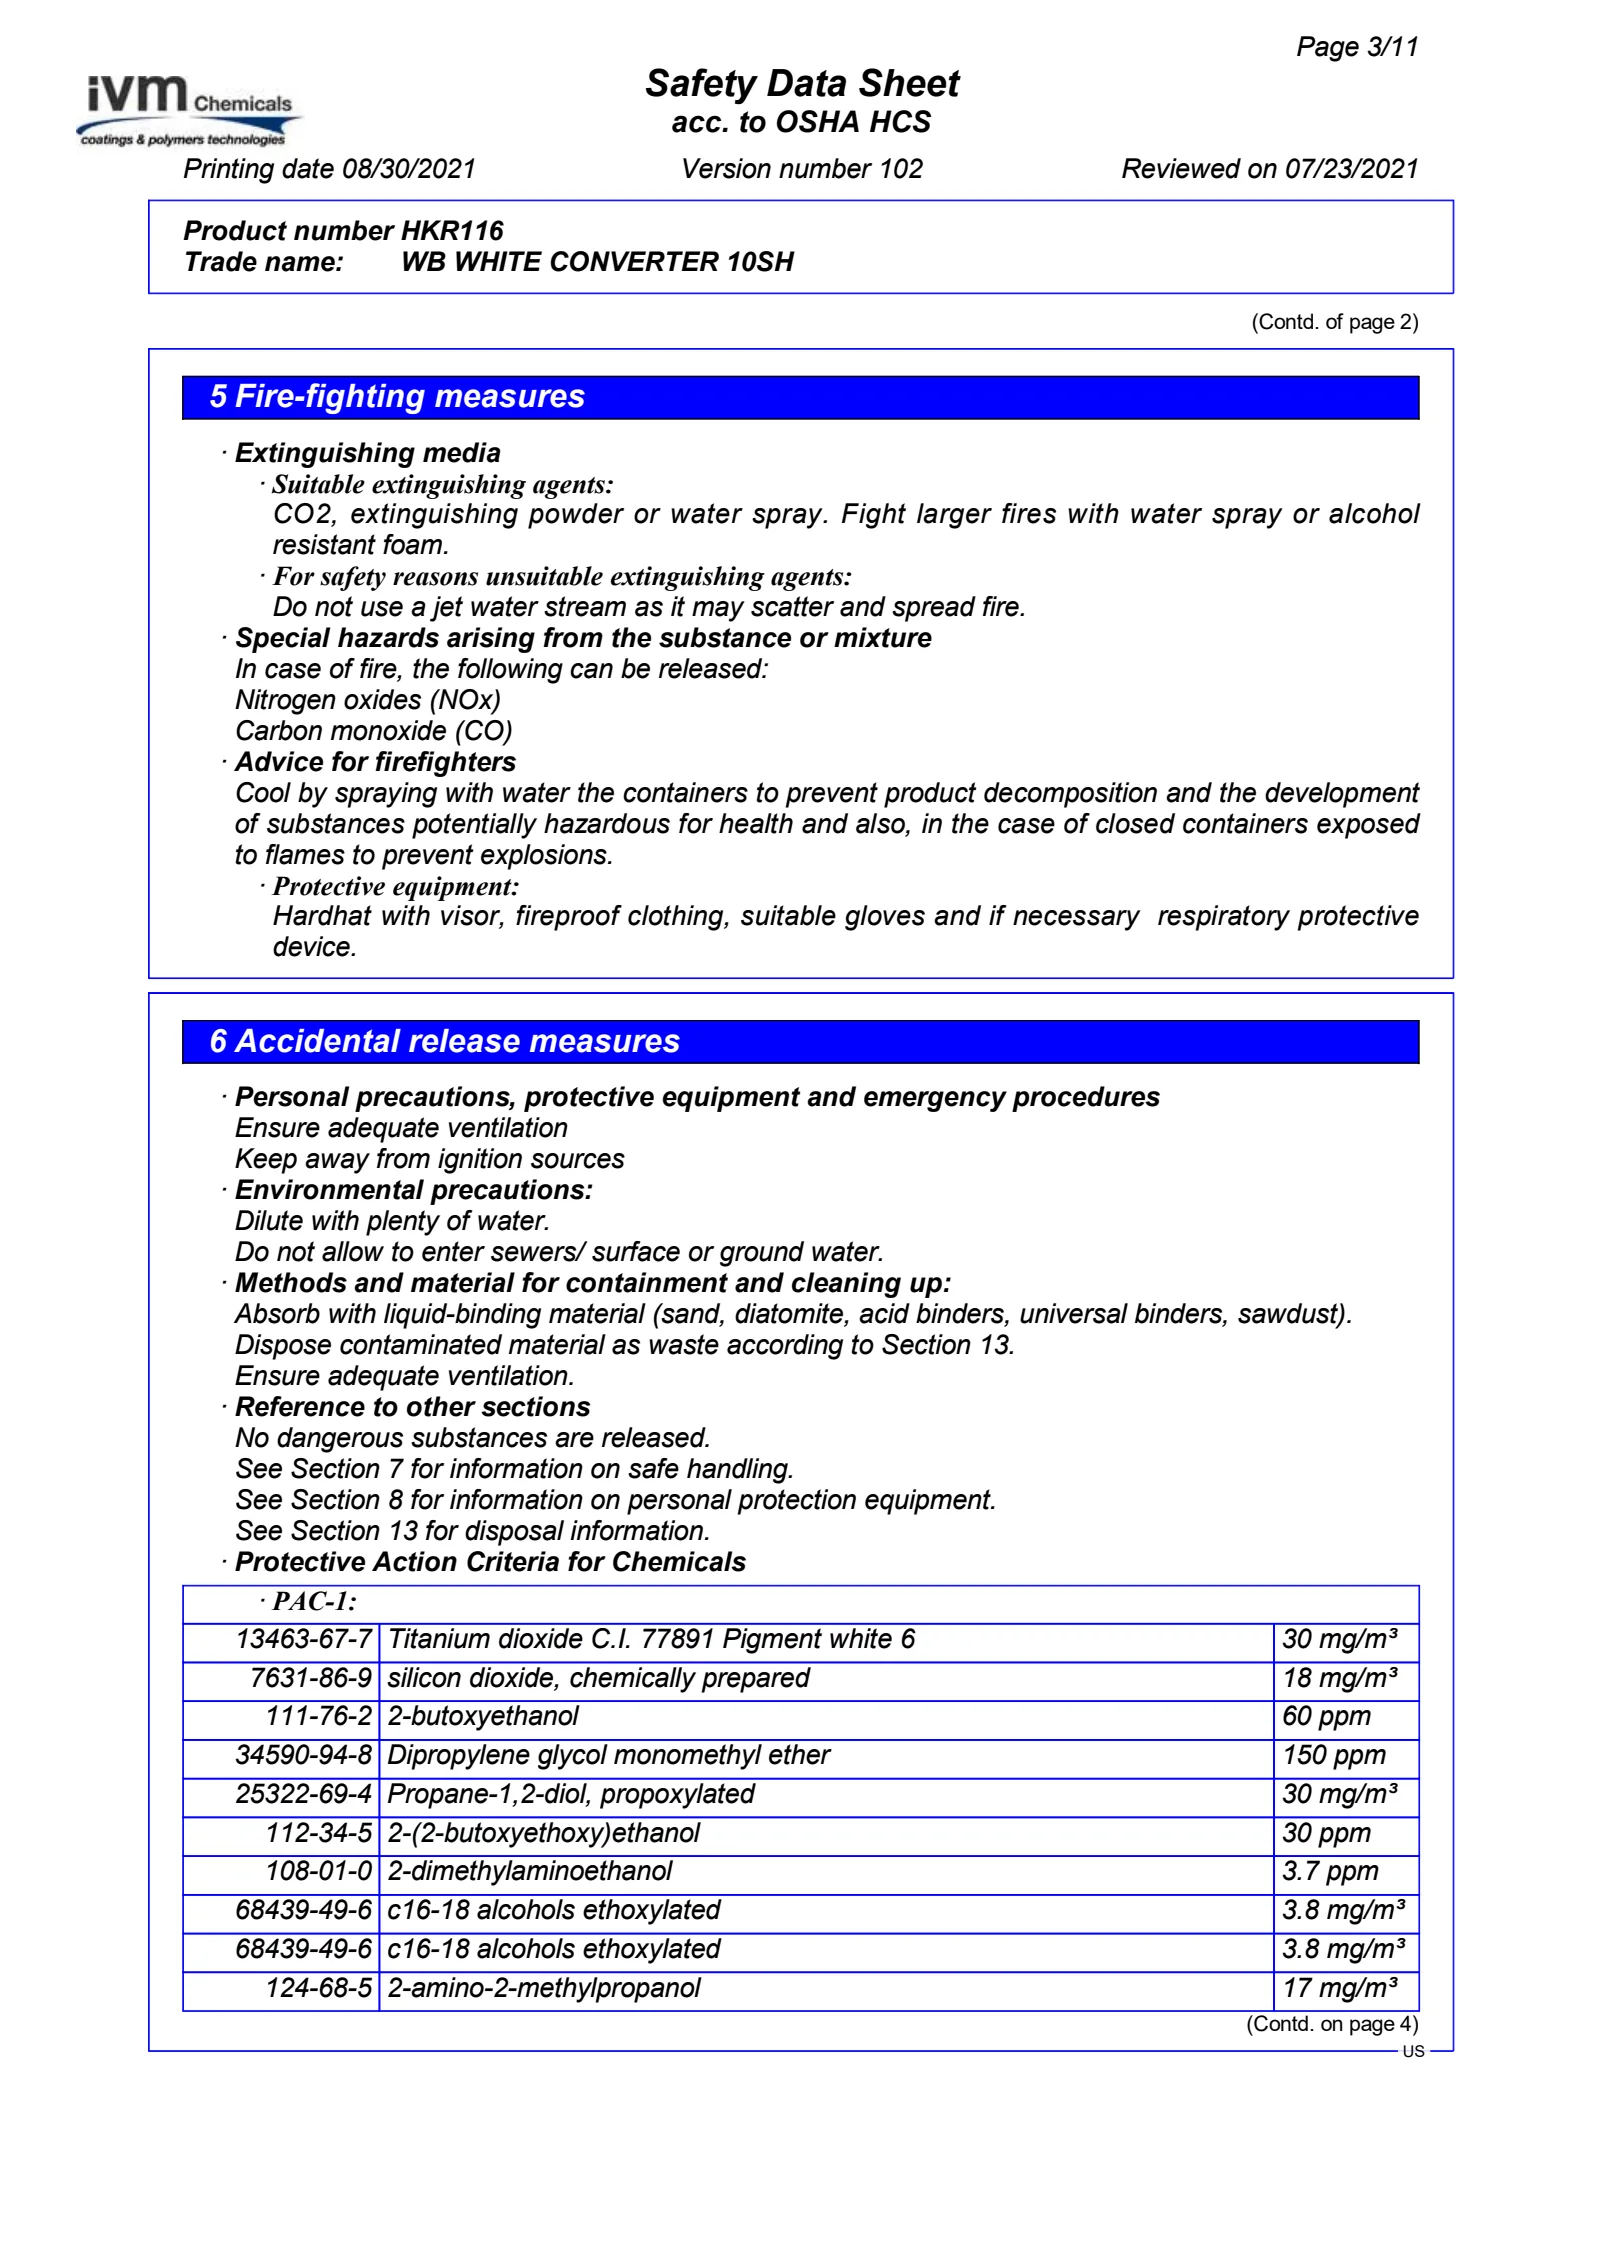 Page 3/11
Safety Data Sheet
acc. to OSHA HCS
ivm Chemicals
coatings & polymers technologies
Printing date 08/30/2021 Version number 102 Reviewed on 07/23/2021
Product number HKR116
Trade name: WB WHITE CONVERTER 10SH
(Contd. of page 2)
5 Fire-fighting measures
· Extinguishing media
· Suitable extinguishing agents:
CO2, extinguishing powder or water spray. Fight larger fires with water spray or alcohol
resistant foam.
· For safety reasons unsuitable extinguishing agents:
Do not use a jet water stream as it may scatter and spread fire.
· Special hazards arising from the substance or mixture
In case of fire, the following can be released:
Nitrogen oxides (NOx)
Carbon monoxide (CO)
· Advice for firefighters
Cool by spraying with water the containers to prevent product decomposition and the development
of substances potentially hazardous for health and also, in the case of closed containers exposed
to flames to prevent explosions.
· Protective equipment:
Hardhat with visor, fireproof clothing, suitable gloves and if necessary respiratory protective
device.
6 Accidental release measures
· Personal precautions, protective equipment and emergency procedures
Ensure adequate ventilation
Keep away from ignition sources
· Environmental precautions:
Dilute with plenty of water.
Do not allow to enter sewers/ surface or ground water.
· Methods and material for containment and cleaning up:
Absorb with liquid-binding material (sand, diatomite, acid binders, universal binders, sawdust).
Dispose contaminated material as waste according to Section 13.
Ensure adequate ventilation.
· Reference to other sections
No dangerous substances are released.
See Section 7 for information on safe handling.
See Section 8 for information on personal protection equipment.
See Section 13 for disposal information.
· Protective Action Criteria for Chemicals
· PAC-1:
13463-67-7 Titanium dioxide C.I. 77891 Pigment white 6 30 mg/m³
7631-86-9 silicon dioxide, chemically prepared 18 mg/m³
111-76-2 2-butoxyethanol 60 ppm
34590-94-8 Dipropylene glycol monomethyl ether 150 ppm
25322-69-4 Propane-1,2-diol, propoxylated 30 mg/m³
112-34-5 2-(2-butoxyethoxy)ethanol 30 ppm
108-01-0 2-dimethylaminoethanol 3.7 ppm
68439-49-6 c16-18 alcohols ethoxylated 3.8 mg/m³
68439-49-6 c16-18 alcohols ethoxylated 3.8 mg/m³
124-68-5 2-amino-2-methylpropanol 17 mg/m³
(Contd. on page 4)
US